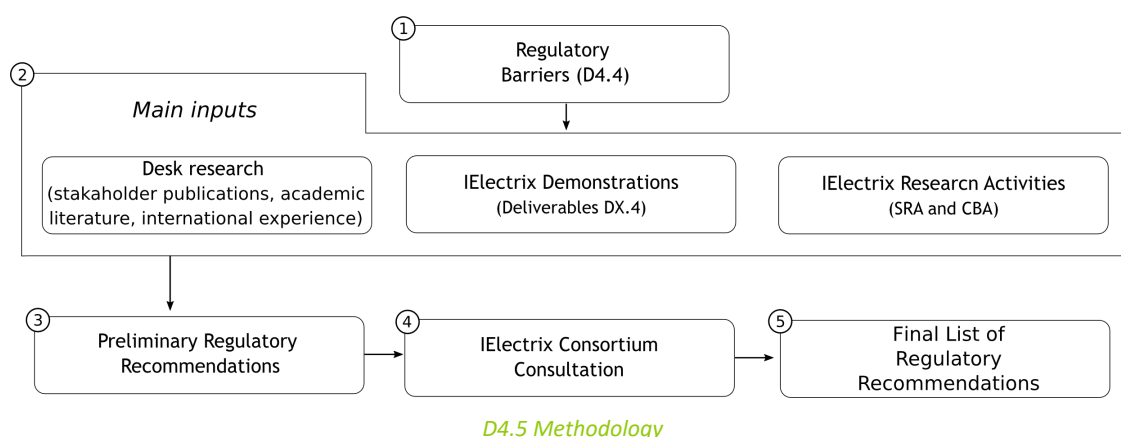 1
Regulatory
Barriers (D4.4)
2
Main inputs
Desk research
(stakaholder publications, academic
literature, international experience)
IElectrix Demonstrations
(Deliverables DX.4)
IElectrix Researcn Activities
(SRA and CBA)
3
Preliminary Regulatory
Recommendations
4
IElectrix Consortium
Consultation
5
Final List of
Regulatory
Recommendations
D4.5 Methodology